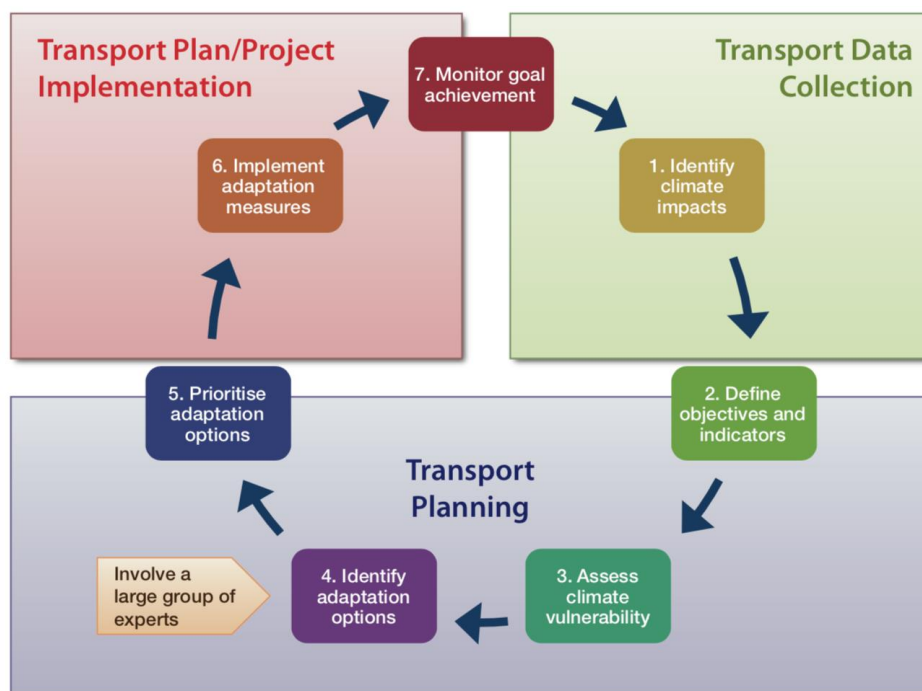 Transport Plan/Project
Implementation
7. Monitor goal
achievement
Transport Data
Collection
6. Implement
adaptation
measures
1. Identify
climate
impacts
5. Prioritise
adaptation
options
2. Define
objectives and
indicators
Transport
Planning
Involve a
large group of
experts
4. Identify
adaptation
options
3. Assess
climate
vulnerability